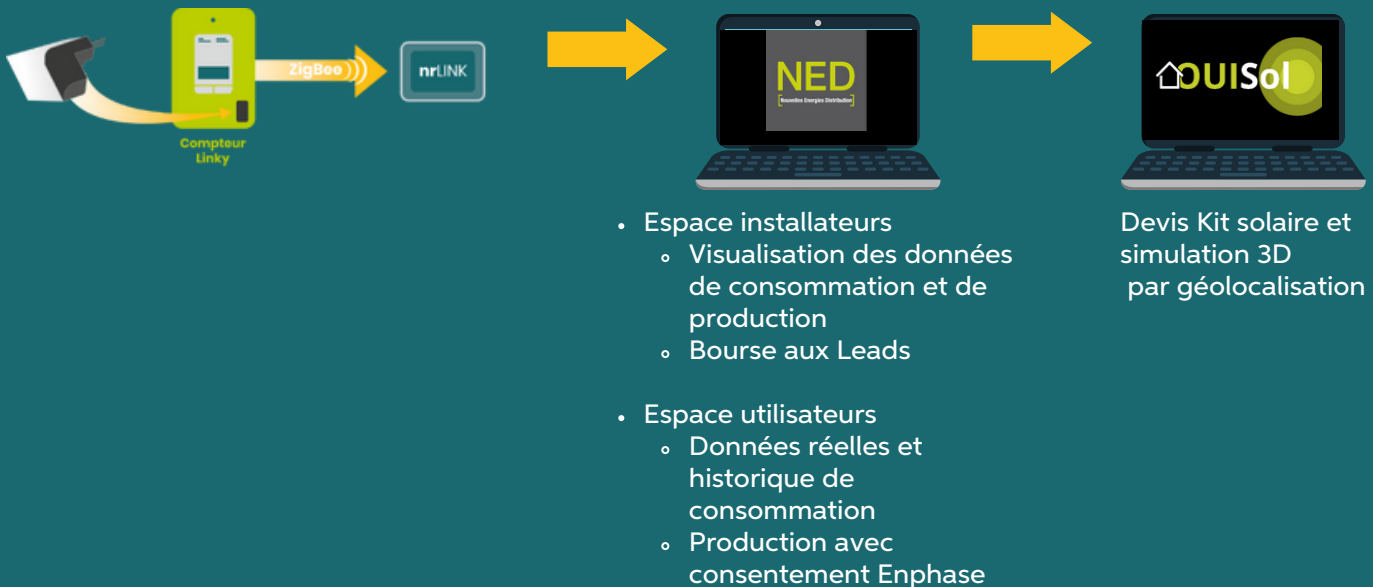 ZigBee
nrLINK
Compteur
Linky
NED
[Nouvelles Energies Distribution]
OUISol
• Espace installateurs
◦ Visualisation des données
de consommation et de
production
◦ Bourse aux Leads
• Espace utilisateurs
◦ Données réelles et
historique de
consommation
◦ Production avec
consentement Enphase
Devis Kit solaire et
simulation 3D
par géolocalisation